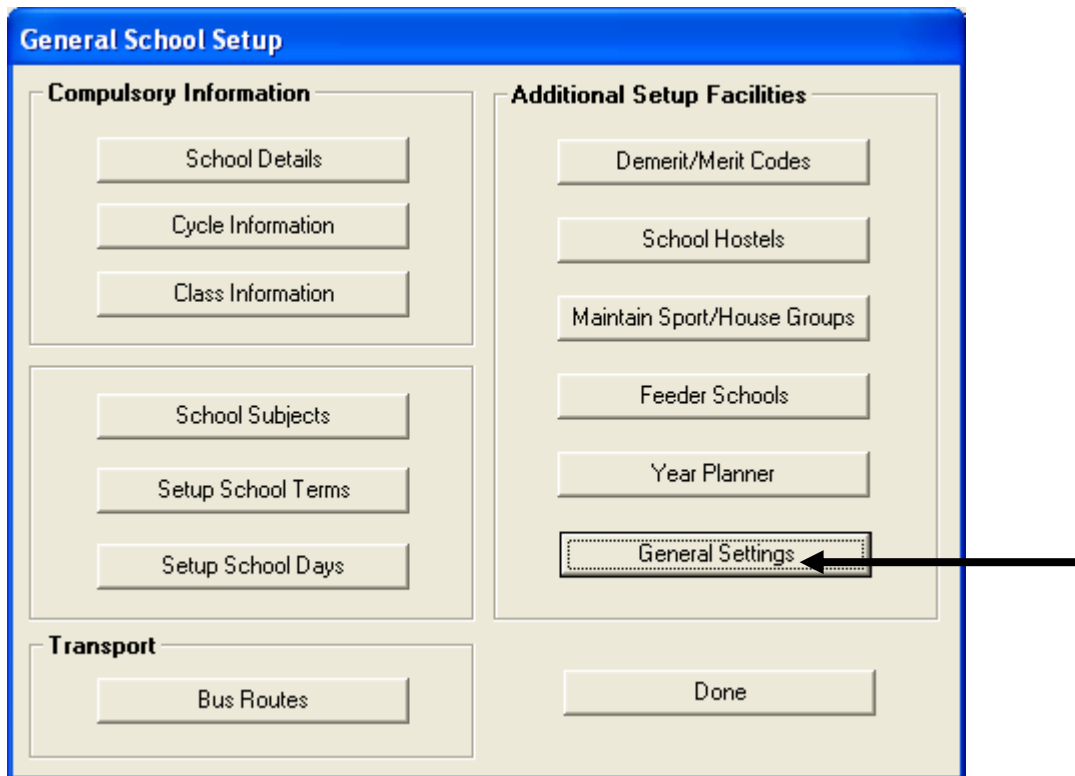 General School Setup
Compulsory Information
School Details
Cycle Information
Class Information
School Subjects
Setup School Terms
Setup School Days
Transport
Bus Routes
Additional Setup Facilities
Demerit/Merit Codes
School Hostels
Maintain Sport/House Groups
Feeder Schools
Year Planner
General Settings
Done